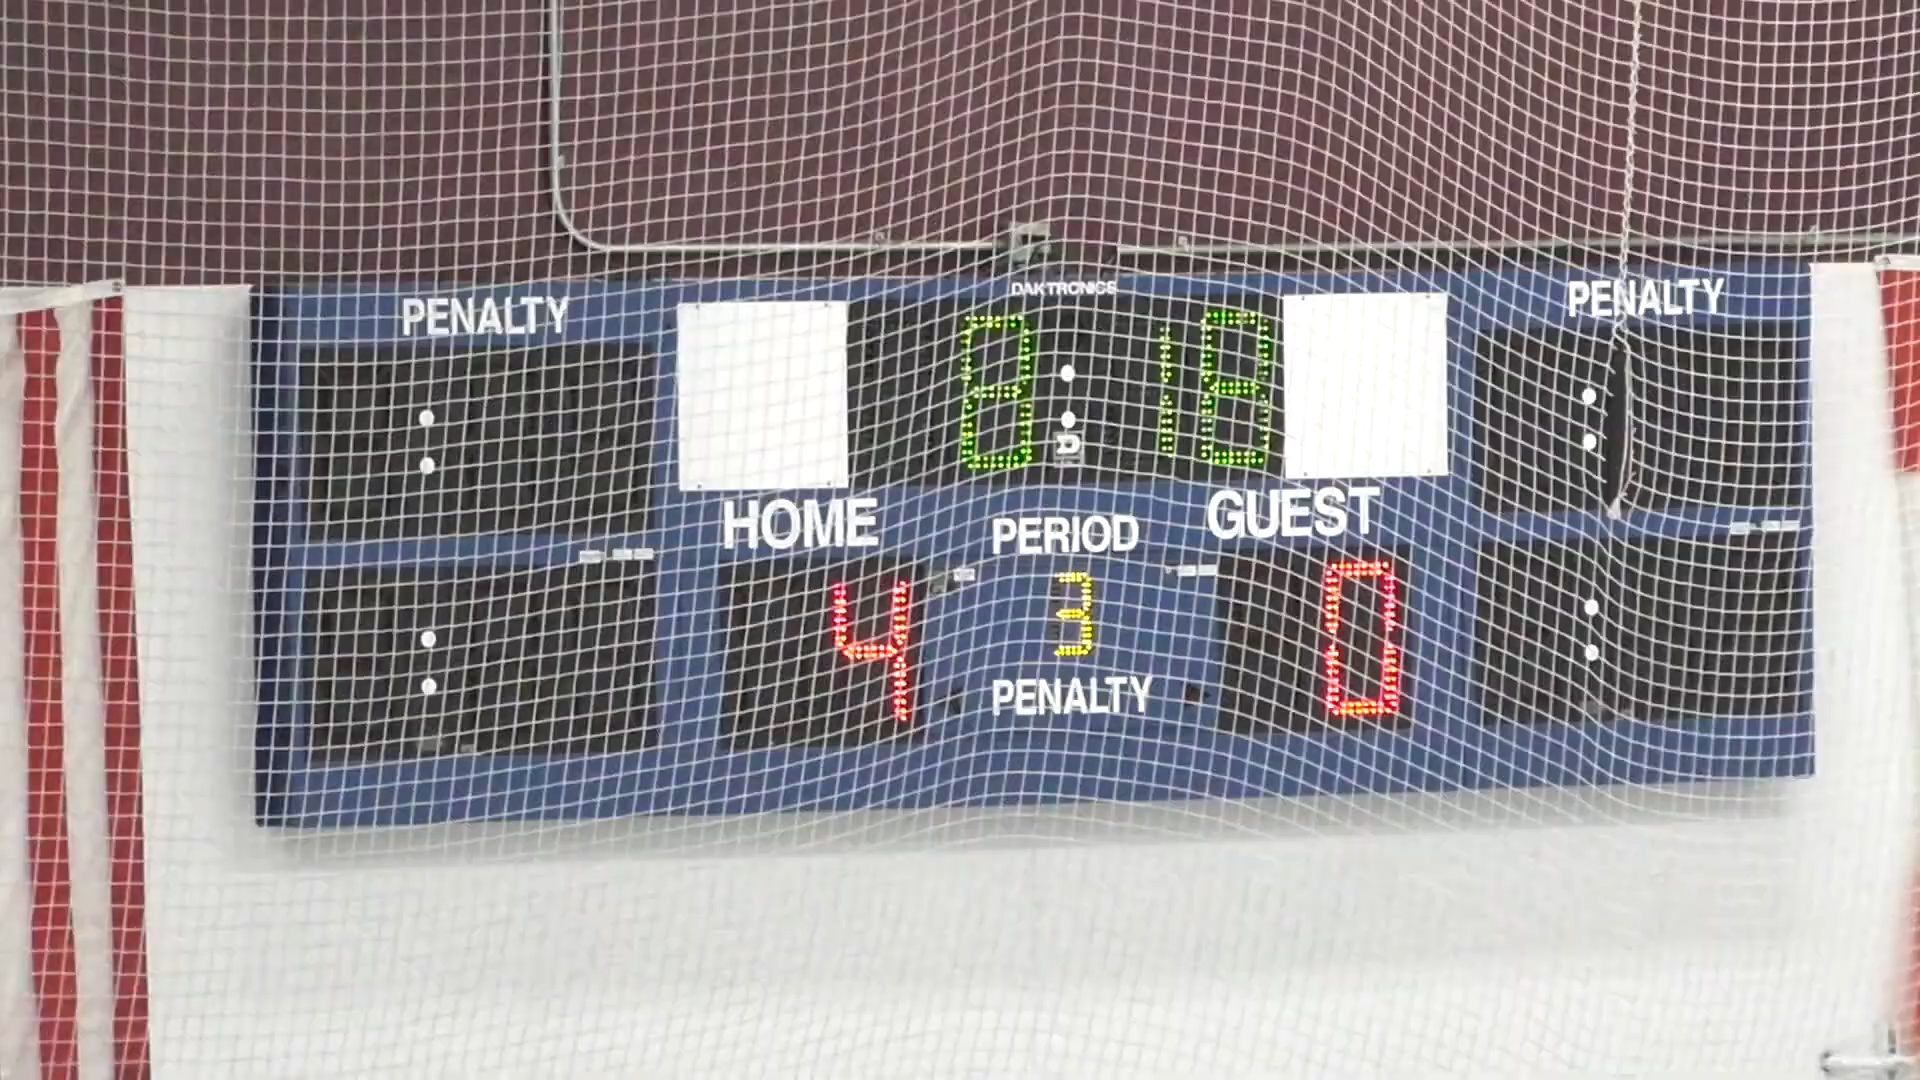 DAKTRONICS
PENALTY
8:18
PENALTY
HOME
PERIOD
GUEST
4
3
0
PENALTY